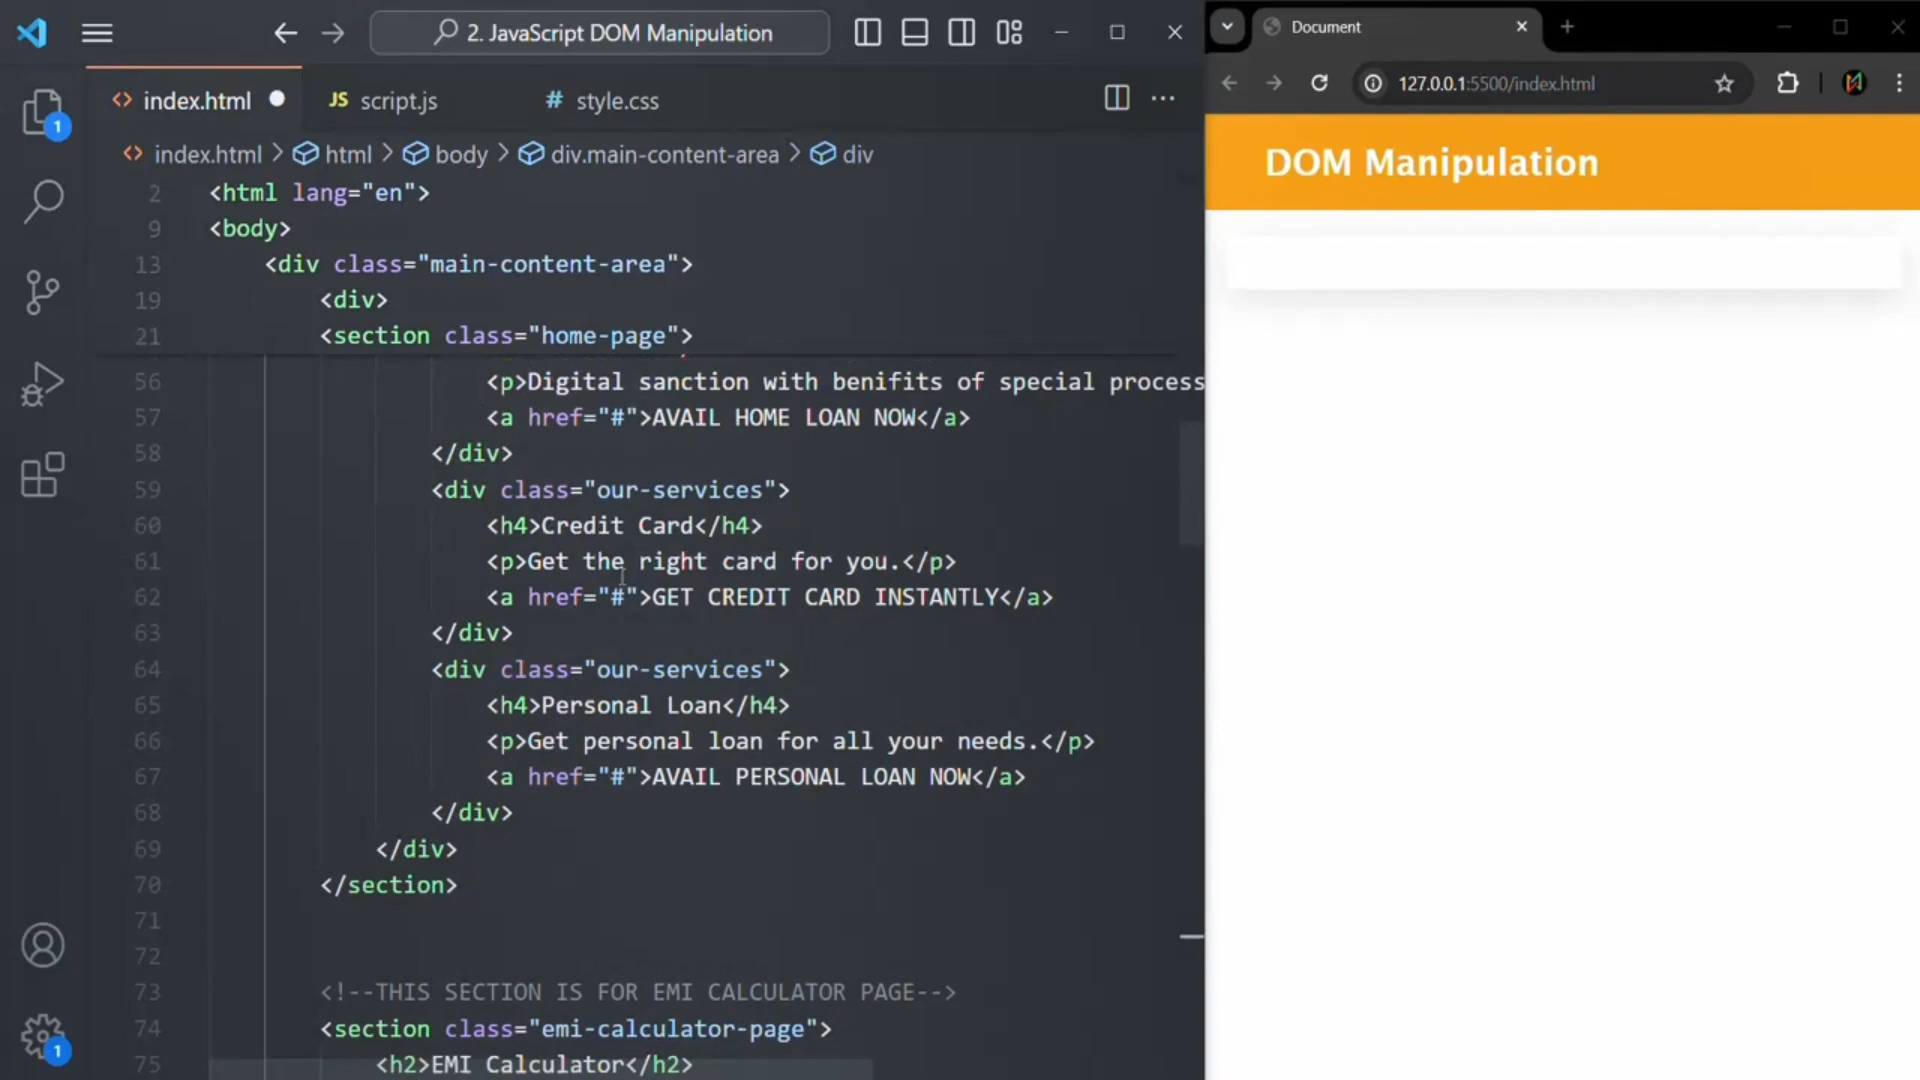 2. JavaScript DOM Manipulation
index.html
JS script.js
# style.css
index.html > html > body > div.main-content-area > div
2 <html lang="en">
9 <body>
13 <div class="main-content-area">
19 <div>
21 <section class="home-page">
56 <p>Digital sanction with benifits of special process
57 <a href="#">AVAIL HOME LOAN NOW</a>
58 </div>
59 <div class="our-services">
60 <h4>Credit Card</h4>
61 <p>Get the right card for you.</p>
62 <a href="#">GET CREDIT CARD INSTANTLY</a>
63 </div>
64 <div class="our-services">
65 <h4>Personal Loan</h4>
66 <p>Get personal loan for all your needs.</p>
67 <a href="#">AVAIL PERSONAL LOAN NOW</a>
68 </div>
69 </div>
70 </section>
71
72
73 <!--THIS SECTION IS FOR EMI CALCULATOR PAGE-->
74 <section class="emi-calculator-page">
75 <h2>EMI Calculator</h2>
1
1
Document
127.0.0.1:5500/index.html
DOM Manipulation